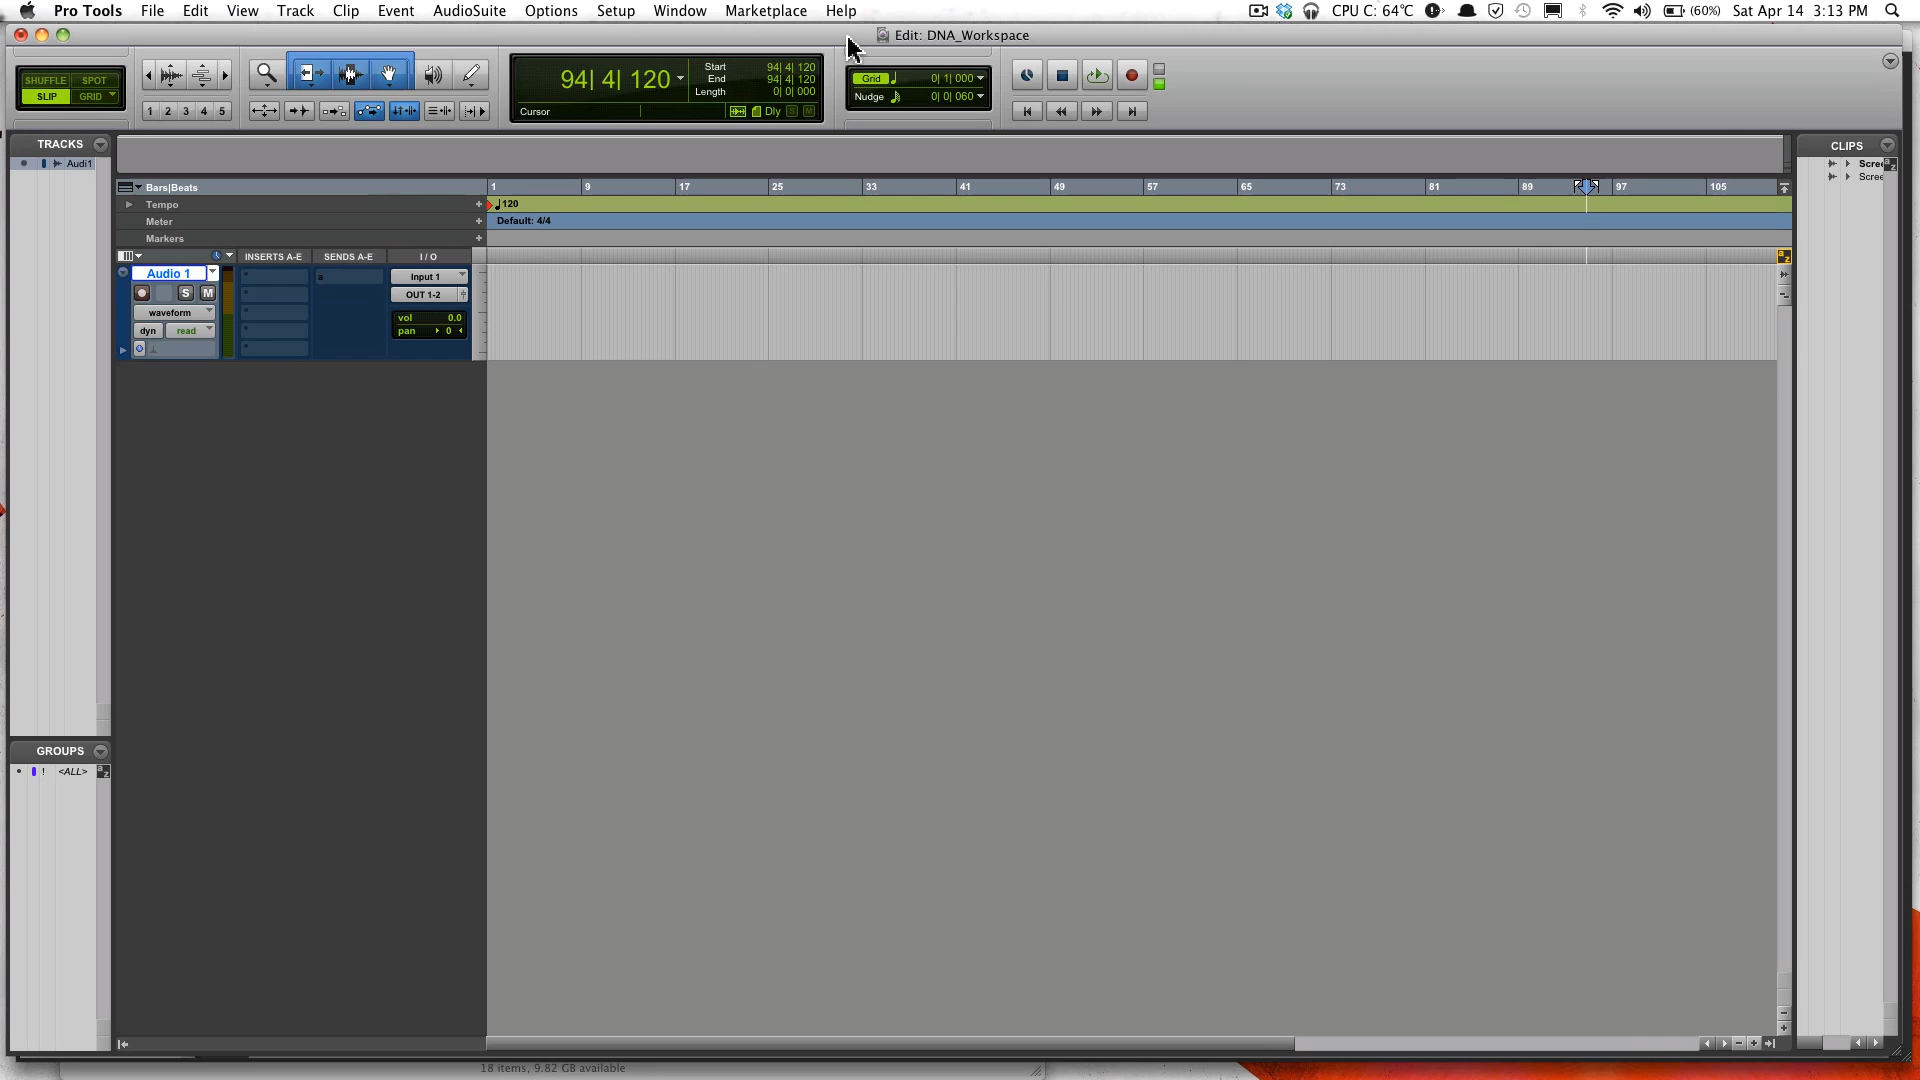 Pro Tools File Edit View Track Clip Event AudioSuite Options Setup Window Marketplace Help CPU C: 64°C (60%) Sat Apr 14 3:13 PM
Edit: DNA_Workspace
SHUFFLE SPOT
SLIP GRID
1 2 3 4 5
94| 4| 120
Start 94| 4| 120
End 94| 4| 120
Length 0| 0| 000
Cursor Dly S M
Grid 0| 1| 000
Nudge 0| 0| 060
TRACKS
Audi1
CLIPS
Scree
Scree
Bars|Beats 1 9 17 25 33 41 49 57 65 73 81 89 97 105
Tempo + 120
Meter + Default: 4/4
Markers +
INSERTS A-E SENDS A-E I / O
Audio 1
S M
waveform
dyn read
a
Input 1
OUT 1-2
vol 0.0
pan 0
GROUPS
! <ALL>
18 items, 9.82 GB available